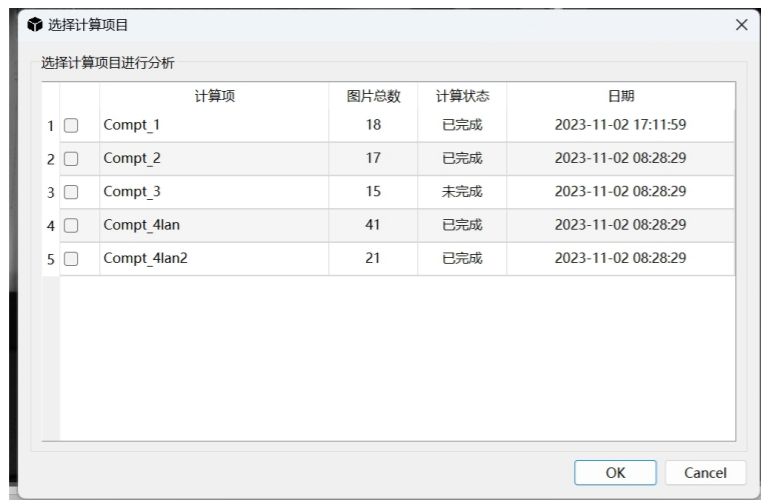 选择计算项目
选择计算项目进行分析
计算项 图片总数 计算状态 日期
1 Compt_1 18 已完成 2023-11-02 17:11:59
2 Compt_2 17 已完成 2023-11-02 08:28:29
3 Compt_3 15 未完成 2023-11-02 08:28:29
4 Compt_4lan 41 已完成 2023-11-02 08:28:29
5 Compt_4lan2 21 已完成 2023-11-02 08:28:29
OK Cancel